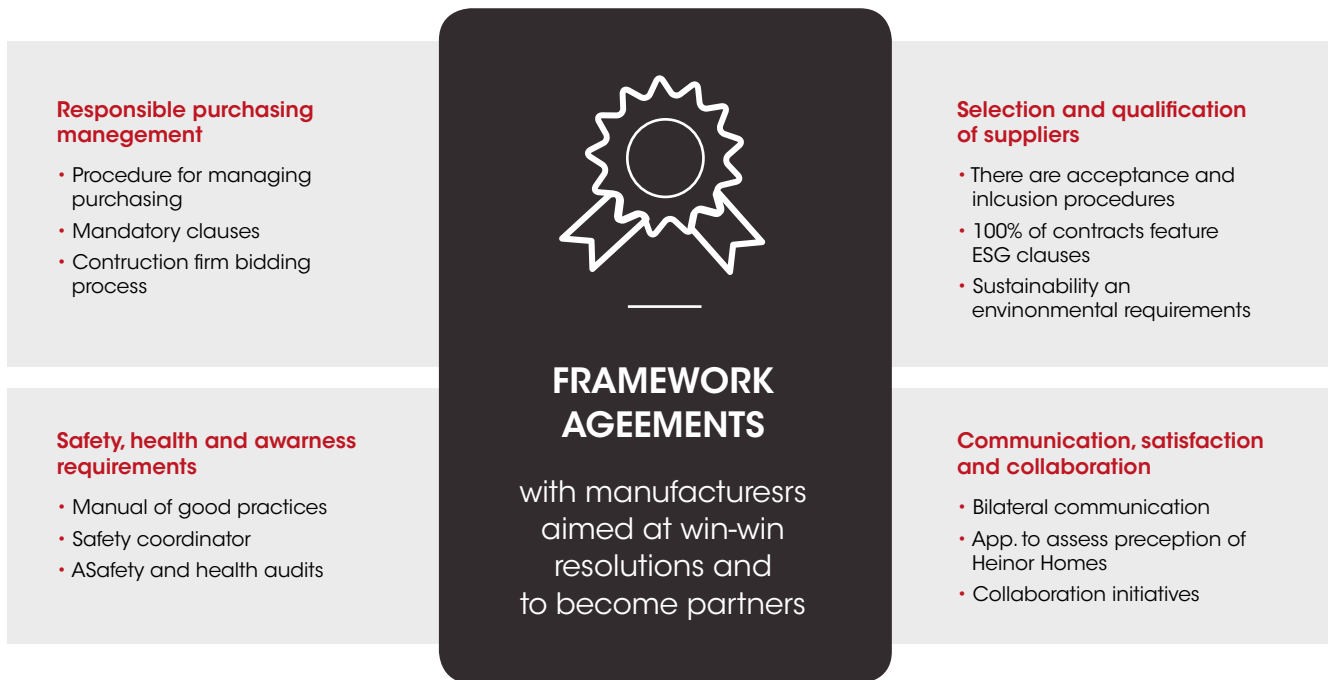 Responsible purchasing
manegement
• Procedure for managing
purchasing
• Mandatory clauses
• Contruction firm bidding
process
Safety, health and awarness
requirements
• Manual of good practices
• Safety coordinator
• ASafety and health audits
FRAMEWORK
AGEEMENTS
with manufacturesrs
aimed at win-win
resolutions and
to become partners
Selection and qualification
of suppliers
• There are acceptance and
inlcusion procedures
• 100% of contracts feature
ESG clauses
• Sustainability an
envinonmental requirements
Communication, satisfaction
and collaboration
• Bilateral communication
• App. to assess preception of
Heinor Homes
• Collaboration initiatives